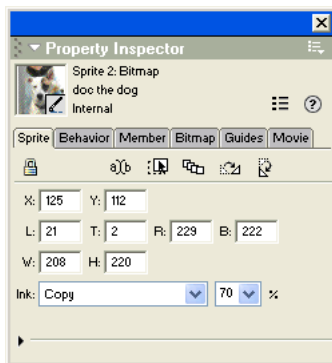 Property Inspector
Sprite 2: Bitmap
doc the dog
Internal
Sprite Behavior Member Bitmap Guides Movie
a)(b
X: 125 Y: 112
L: 21 T: 2 R: 229 B: 222
W: 208 H: 220
Ink: Copy 70 %